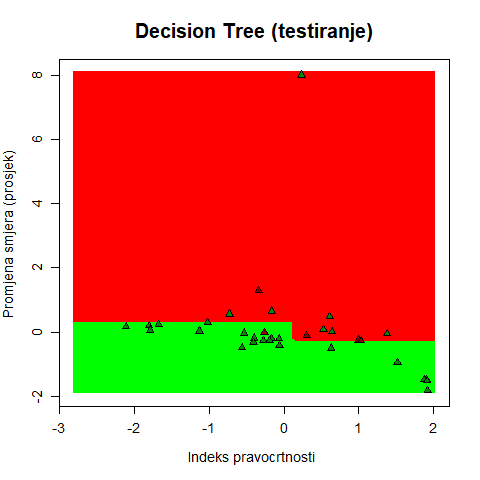 Decision Tree (testiranje)
Promjena smjera (prosjek)
8
6
4
2
0
-2
-3 -2 -1 0 1 2
Indeks pravocrtnosti